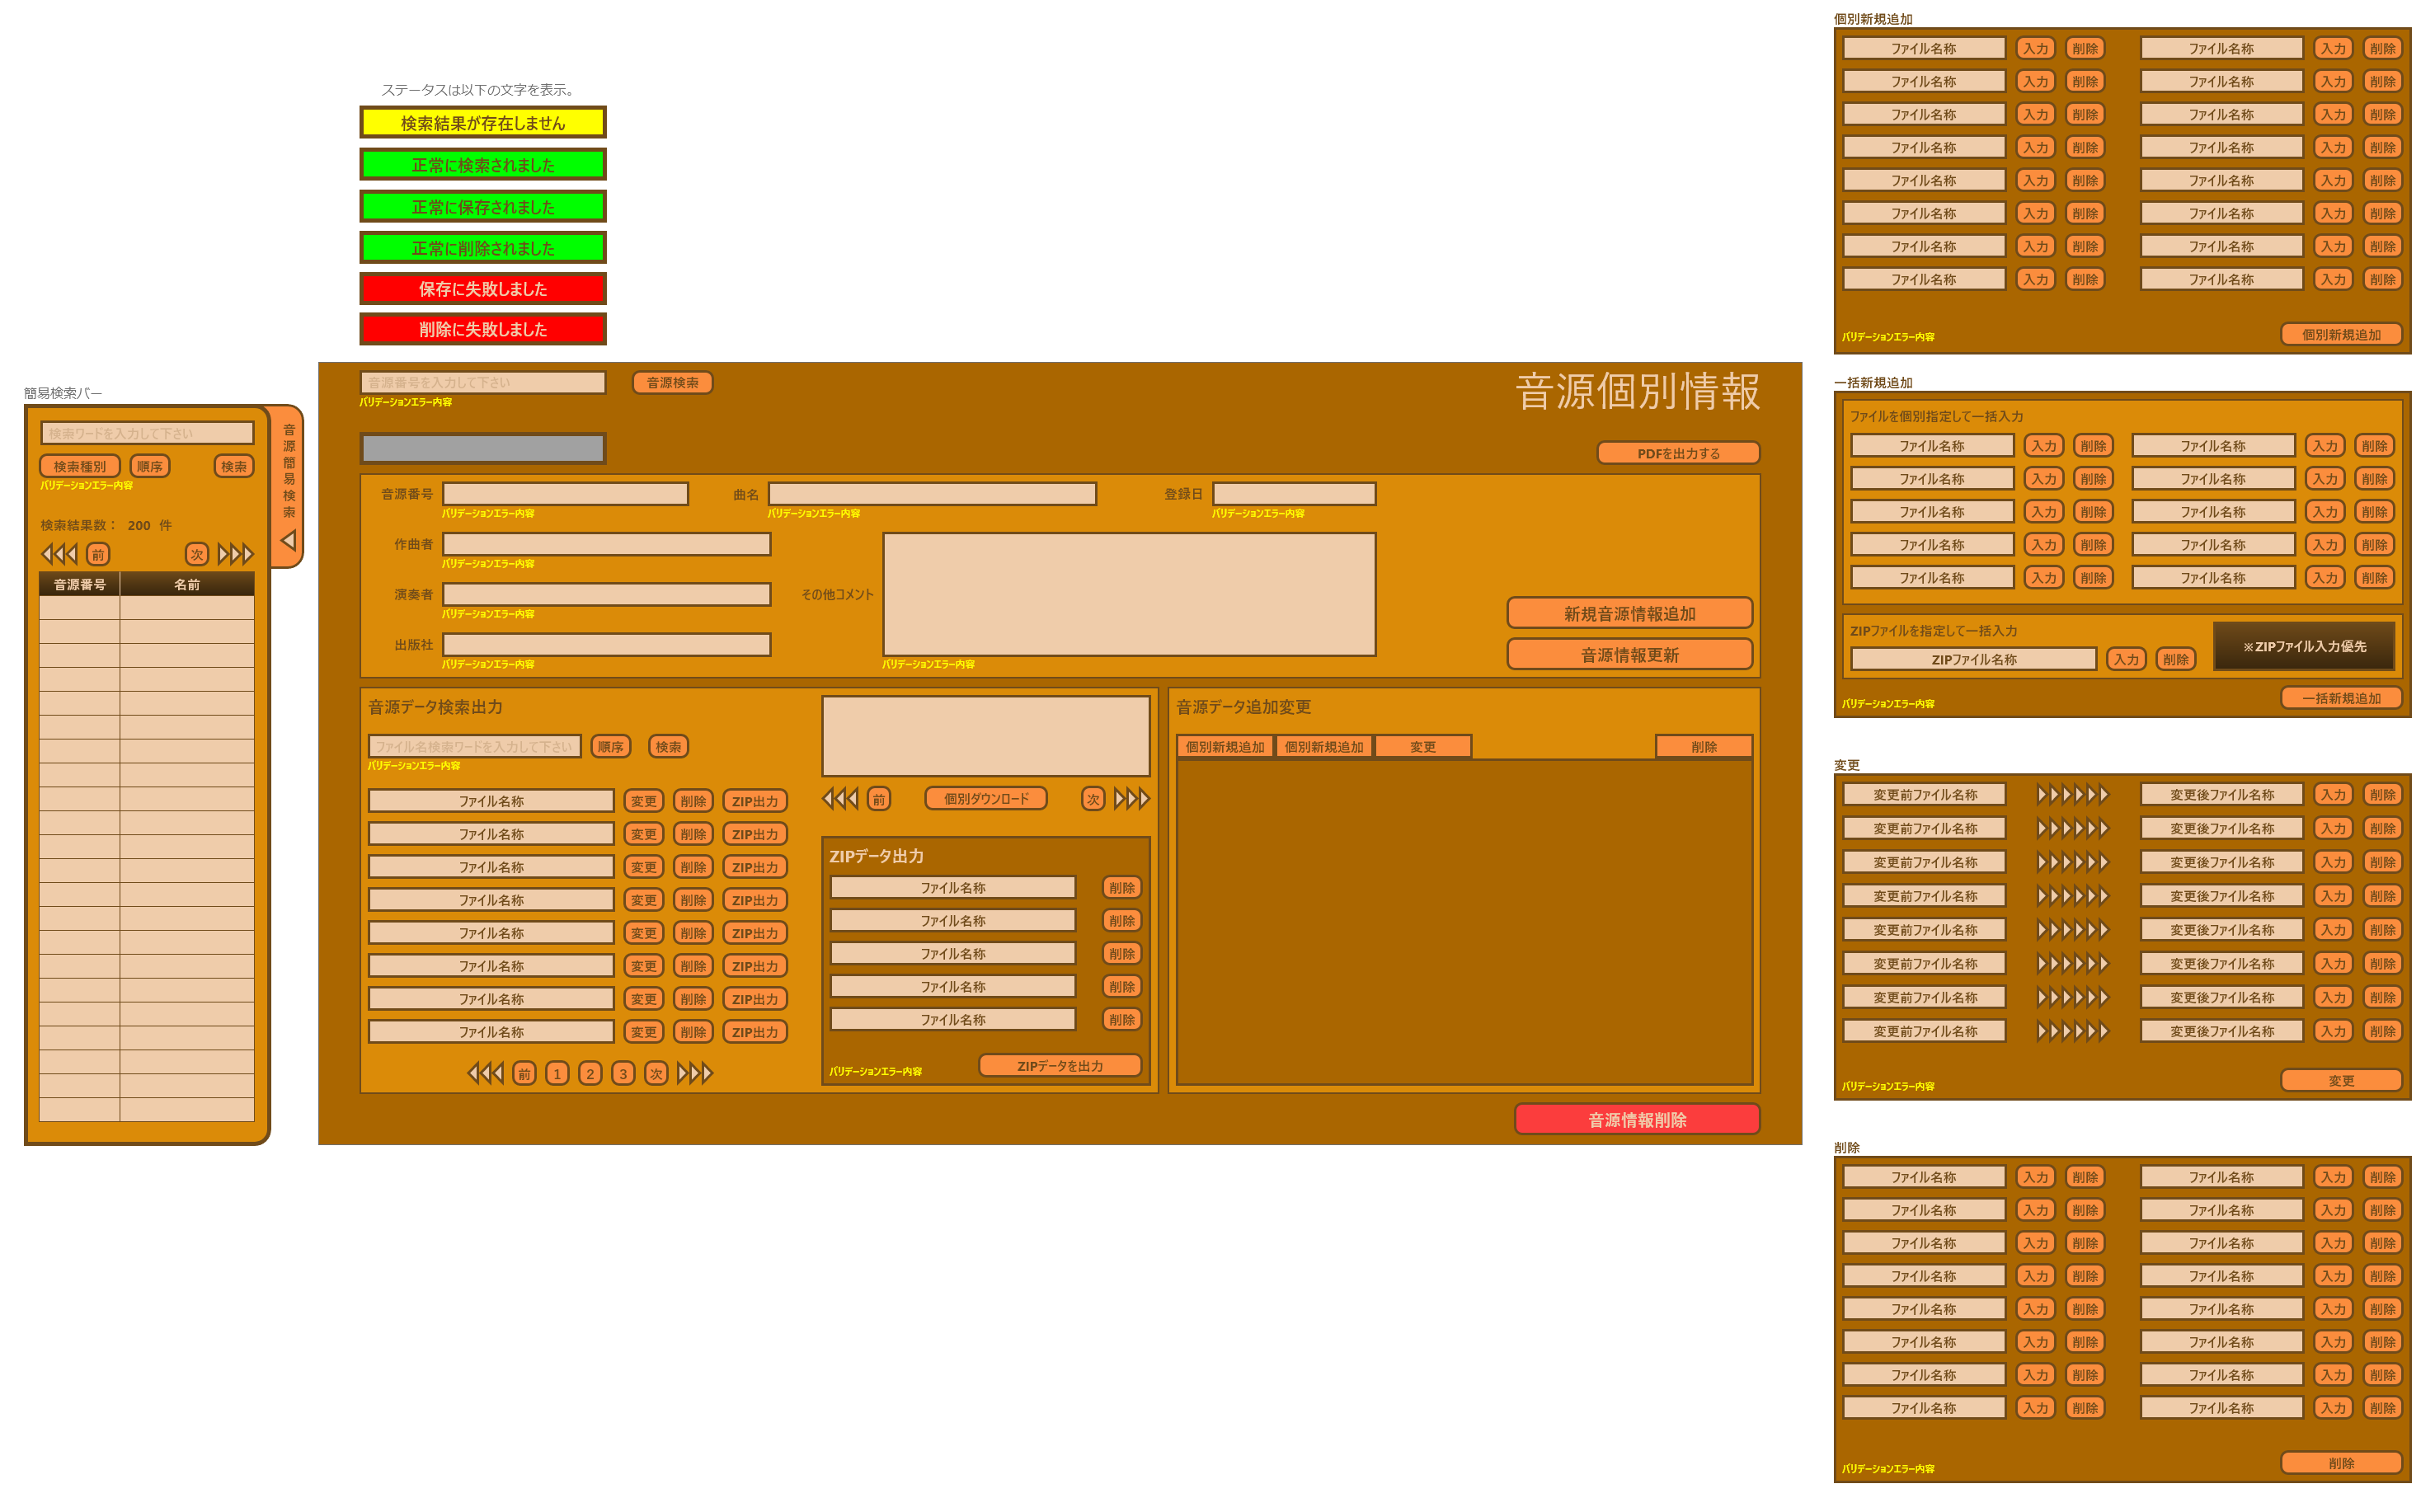 ステータスは以下の文字を表示。
検索結果が存在しません
正常に検索されました
正常に保存されました
正常に削除されました
保存に失敗しました
削除に失敗しました
簡易検索バー
検索ワードを入力して下さい
検索種別 順序 検索
バリデーションエラー内容
検索結果数： 200 件
前 次
音源番号 名前
音源簡易検索
音源番号を入力して下さい 音源検索
バリデーションエラー内容
音源個別情報
PDFを出力する
音源番号 曲名 登録日
バリデーションエラー内容 バリデーションエラー内容 バリデーションエラー内容
作曲者
バリデーションエラー内容
演奏者 その他コメント
バリデーションエラー内容
出版社
バリデーションエラー内容 バリデーションエラー内容
新規音源情報追加
音源情報更新
音源データ検索出力
ファイル名検索ワードを入力して下さい 順序 検索
バリデーションエラー内容
ファイル名称 変更 削除 ZIP出力
ファイル名称 変更 削除 ZIP出力
ファイル名称 変更 削除 ZIP出力
ファイル名称 変更 削除 ZIP出力
ファイル名称 変更 削除 ZIP出力
ファイル名称 変更 削除 ZIP出力
ファイル名称 変更 削除 ZIP出力
ファイル名称 変更 削除 ZIP出力
前 1 2 3 次
前 個別ダウンロード 次
ZIPデータ出力
ファイル名称 削除
ファイル名称 削除
ファイル名称 削除
ファイル名称 削除
ファイル名称 削除
バリデーションエラー内容 ZIPデータを出力
音源データ追加変更
個別新規追加 個別新規追加 変更 削除
音源情報削除
個別新規追加
ファイル名称 入力 削除 ファイル名称 入力 削除
ファイル名称 入力 削除 ファイル名称 入力 削除
ファイル名称 入力 削除 ファイル名称 入力 削除
ファイル名称 入力 削除 ファイル名称 入力 削除
ファイル名称 入力 削除 ファイル名称 入力 削除
ファイル名称 入力 削除 ファイル名称 入力 削除
ファイル名称 入力 削除 ファイル名称 入力 削除
ファイル名称 入力 削除 ファイル名称 入力 削除
バリデーションエラー内容 個別新規追加
一括新規追加
ファイルを個別指定して一括入力
ファイル名称 入力 削除 ファイル名称 入力 削除
ファイル名称 入力 削除 ファイル名称 入力 削除
ファイル名称 入力 削除 ファイル名称 入力 削除
ファイル名称 入力 削除 ファイル名称 入力 削除
ファイル名称 入力 削除 ファイル名称 入力 削除
ZIPファイルを指定して一括入力
ZIPファイル名称 入力 削除
※ZIPファイル入力優先
バリデーションエラー内容 一括新規追加
変更
変更前ファイル名称 変更後ファイル名称 入力 削除
変更前ファイル名称 変更後ファイル名称 入力 削除
変更前ファイル名称 変更後ファイル名称 入力 削除
変更前ファイル名称 変更後ファイル名称 入力 削除
変更前ファイル名称 変更後ファイル名称 入力 削除
変更前ファイル名称 変更後ファイル名称 入力 削除
変更前ファイル名称 変更後ファイル名称 入力 削除
変更前ファイル名称 変更後ファイル名称 入力 削除
バリデーションエラー内容 変更
削除
ファイル名称 入力 削除 ファイル名称 入力 削除
ファイル名称 入力 削除 ファイル名称 入力 削除
ファイル名称 入力 削除 ファイル名称 入力 削除
ファイル名称 入力 削除 ファイル名称 入力 削除
ファイル名称 入力 削除 ファイル名称 入力 削除
ファイル名称 入力 削除 ファイル名称 入力 削除
ファイル名称 入力 削除 ファイル名称 入力 削除
ファイル名称 入力 削除 ファイル名称 入力 削除
バリデーションエラー内容 削除